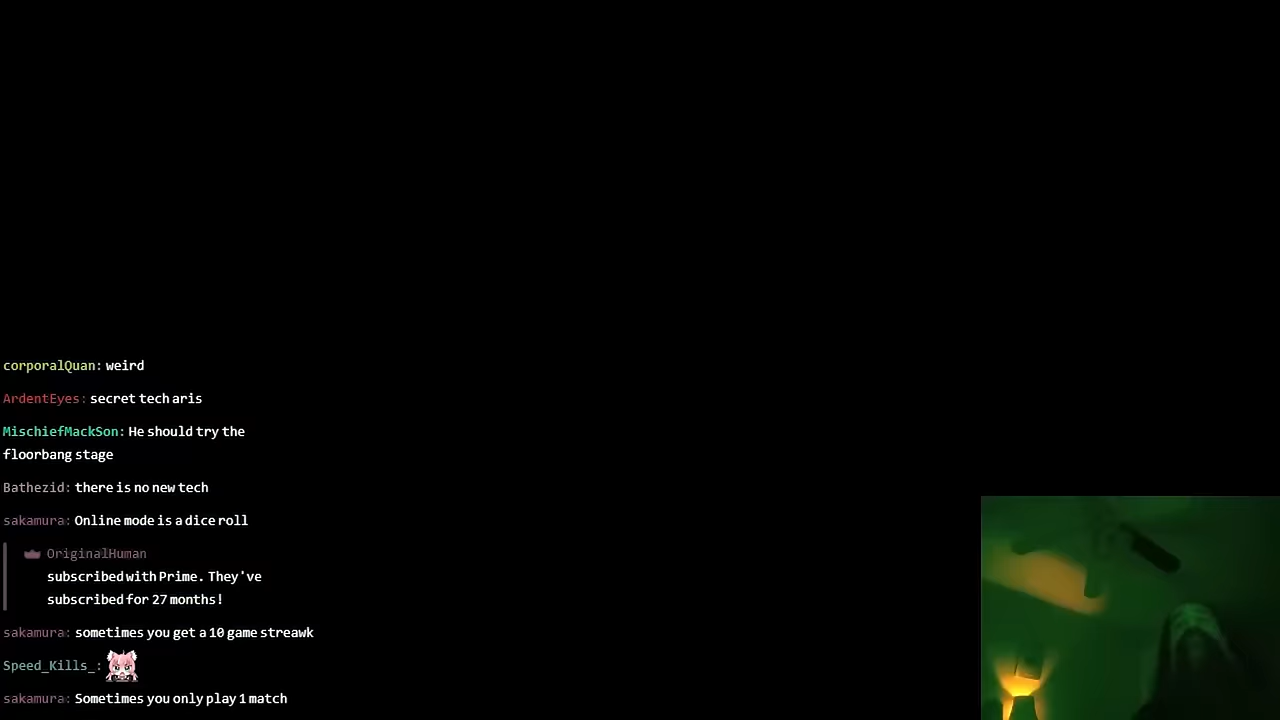 corporalQuan: weird
ArdentEyes: secret tech aris
MischiefMackSon: He should try the
floorbang stage
Bathezid: there is no new tech
sakamura: Online mode is a dice roll
OriginalHuman
subscribed with Prime. They've
subscribed for 27 months!
sakamura: sometimes you get a 10 game streawk
Speed_Kills_:
sakamura: Sometimes you only play 1 match